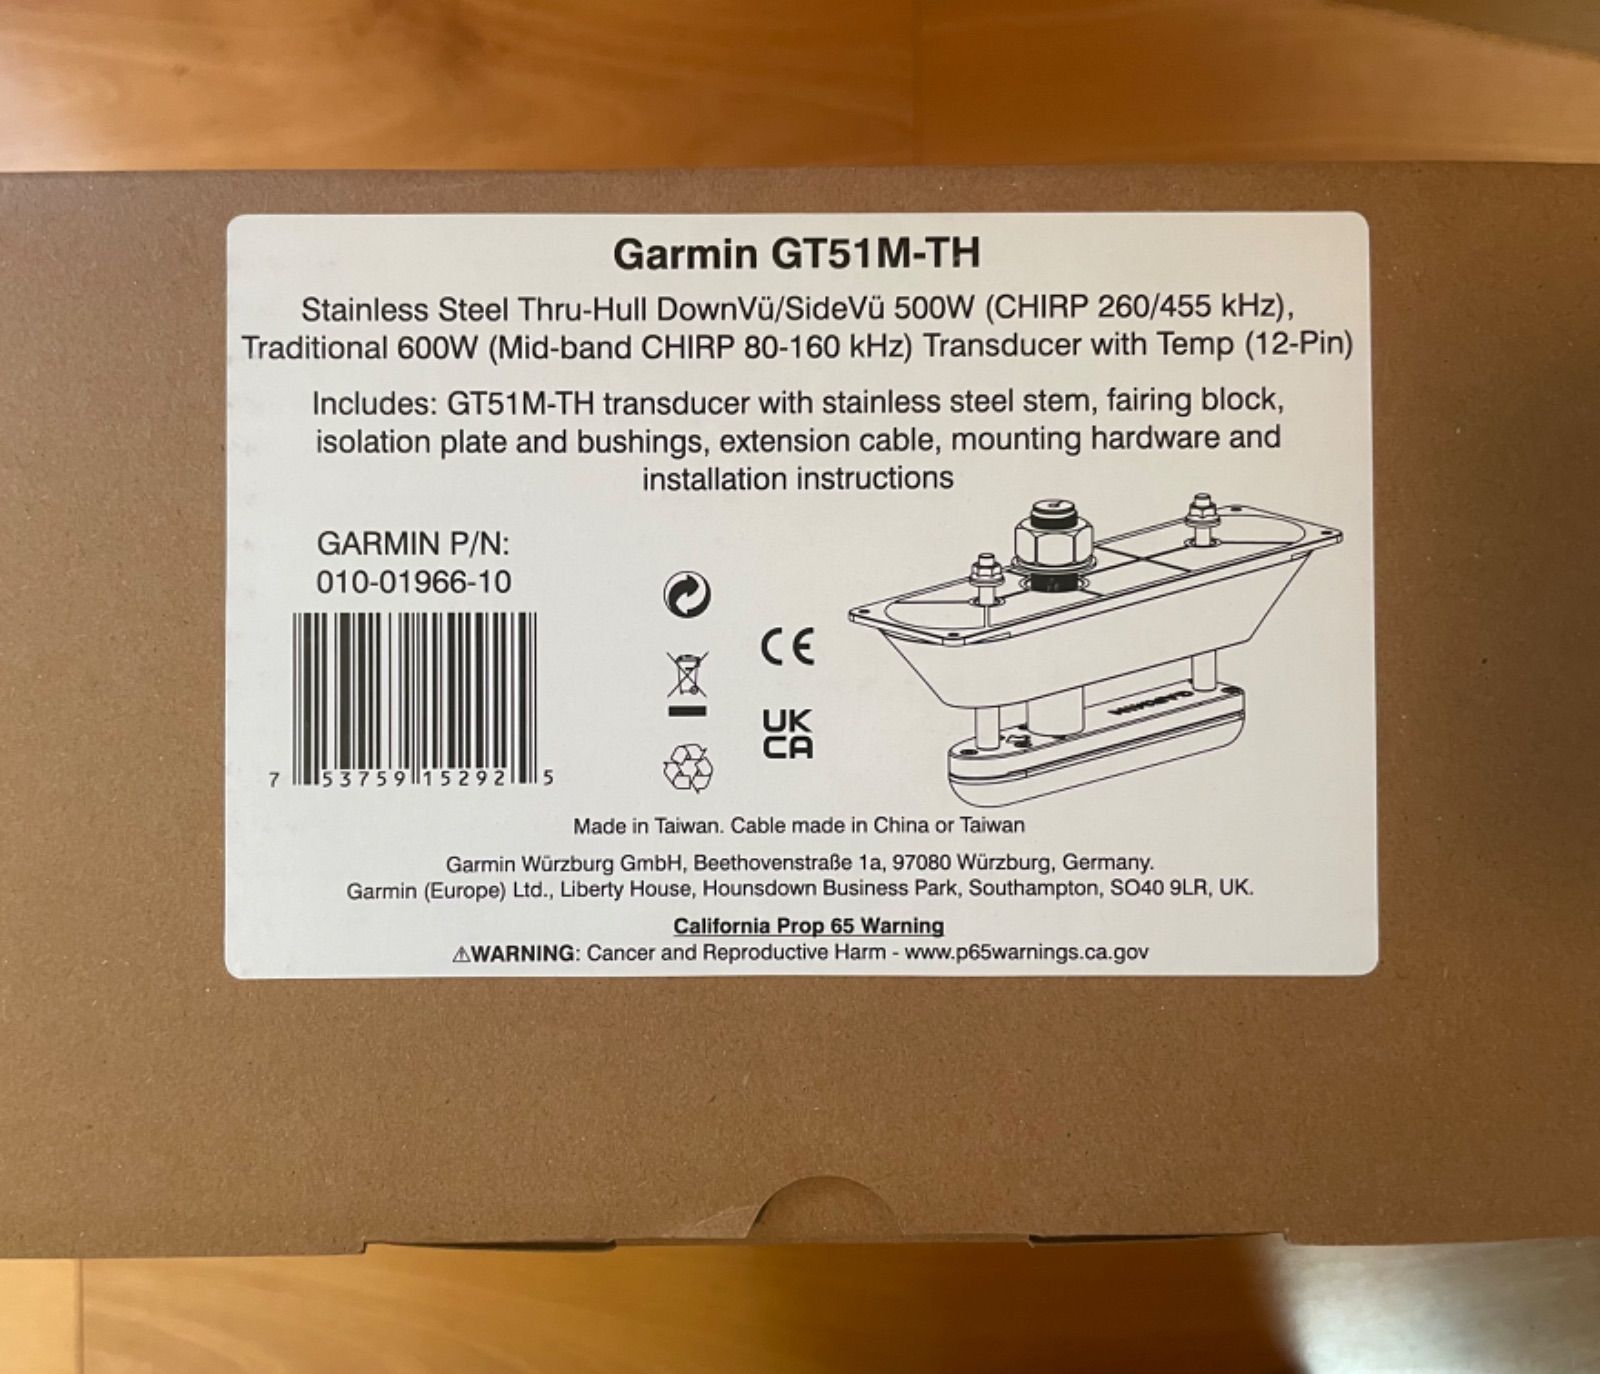 Garmin GT51M-TH
Stainless Steel Thru-Hull DownVü/SideVü 500W (CHIRP 260/455 kHz),
Traditional 600W (Mid-band CHIRP 80-160 kHz) Transducer with Temp (12-Pin)
Includes: GT51M-TH transducer with stainless steel stem, fairing block,
isolation plate and bushings, extension cable, mounting hardware and
installation instructions
GARMIN P/N:
010-01966-10
7 53759 15292 5
CE
UK
CA
GARMIN
Made in Taiwan. Cable made in China or Taiwan
Garmin Würzburg GmbH, Beethovenstraße 1a, 97080 Würzburg, Germany.
Garmin (Europe) Ltd., Liberty House, Hounsdown Business Park, Southampton, SO40 9LR, UK.
California Prop 65 Warning
⚠WARNING: Cancer and Reproductive Harm - www.p65warnings.ca.gov